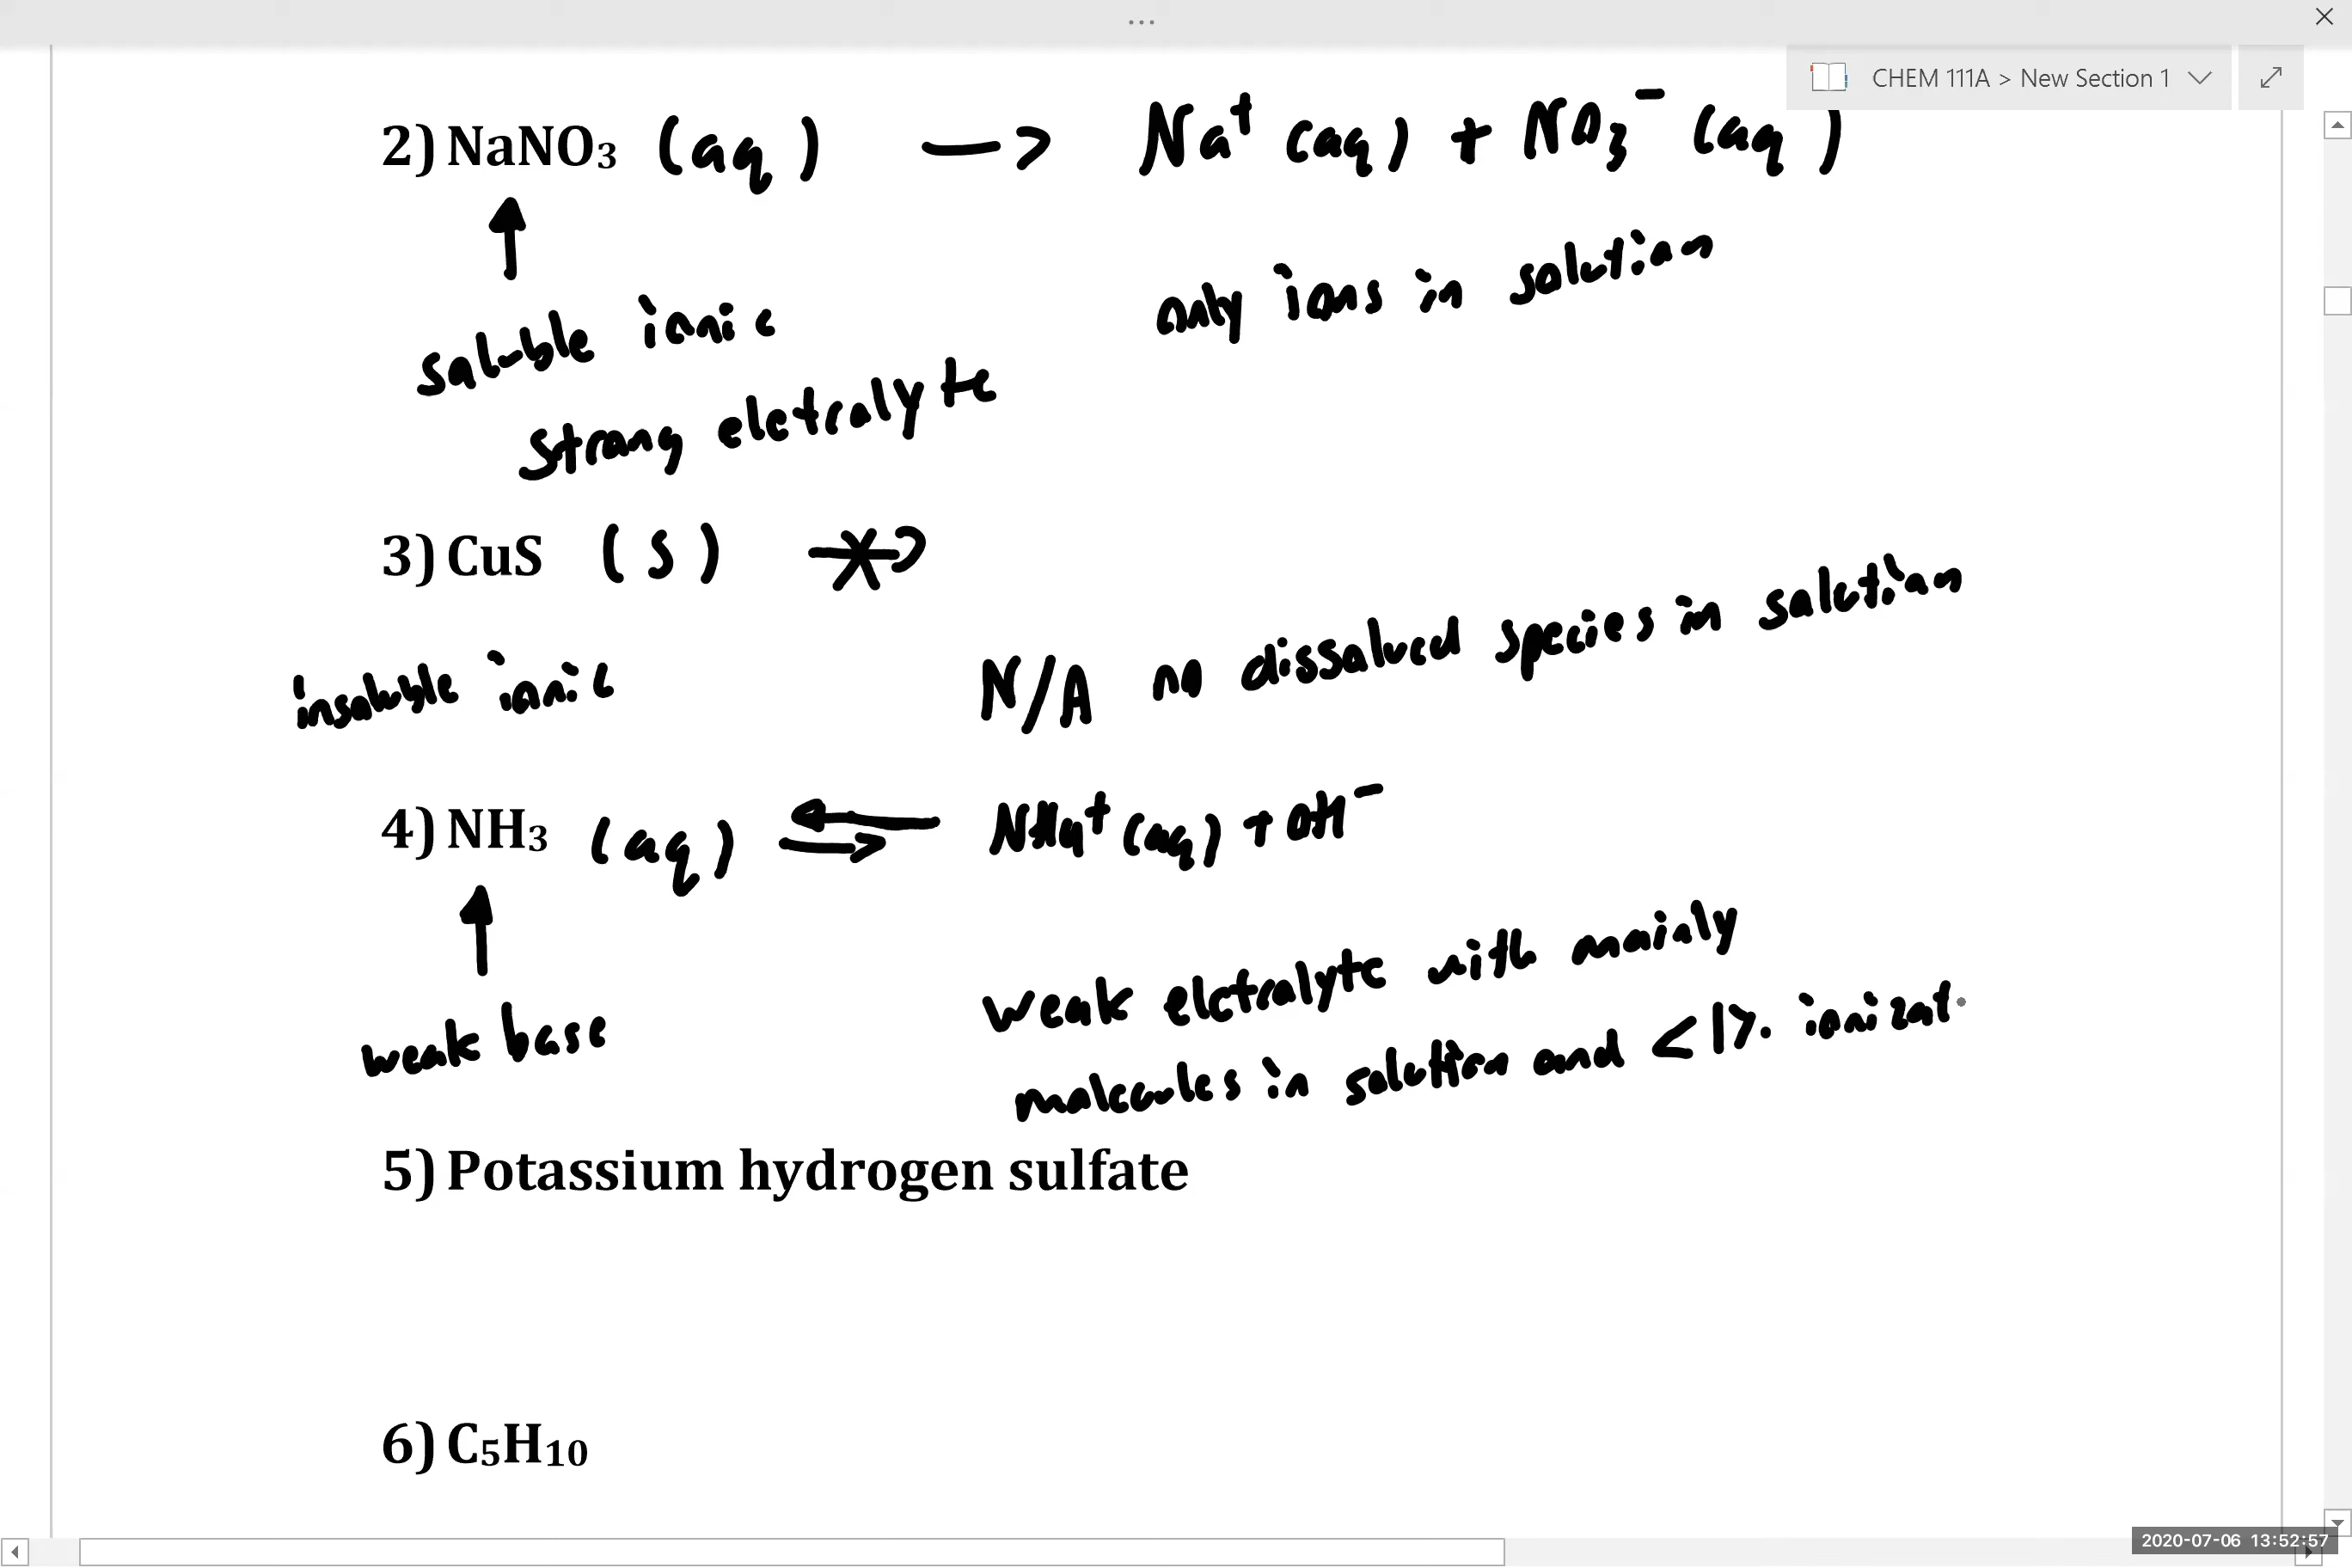 CHEM 111A > New Section 1
2) NaNO₃ (aq) —> Na⁺ (aq) + NO₃⁻ (aq)
only ions in solution
soluble ionic
strong eletrolyte
3) CuS (s)
insoluble ionic
N/A no dissolved species in solution
4) NH₃ (aq) ⇌ NH₄⁺ (aq) + OH⁻
weak base
weak elctrolyte with mainly
molecules in solution and <1% ionizat
5) Potassium hydrogen sulfate
6) C₅H₁₀
2020-07-06 13:52:57